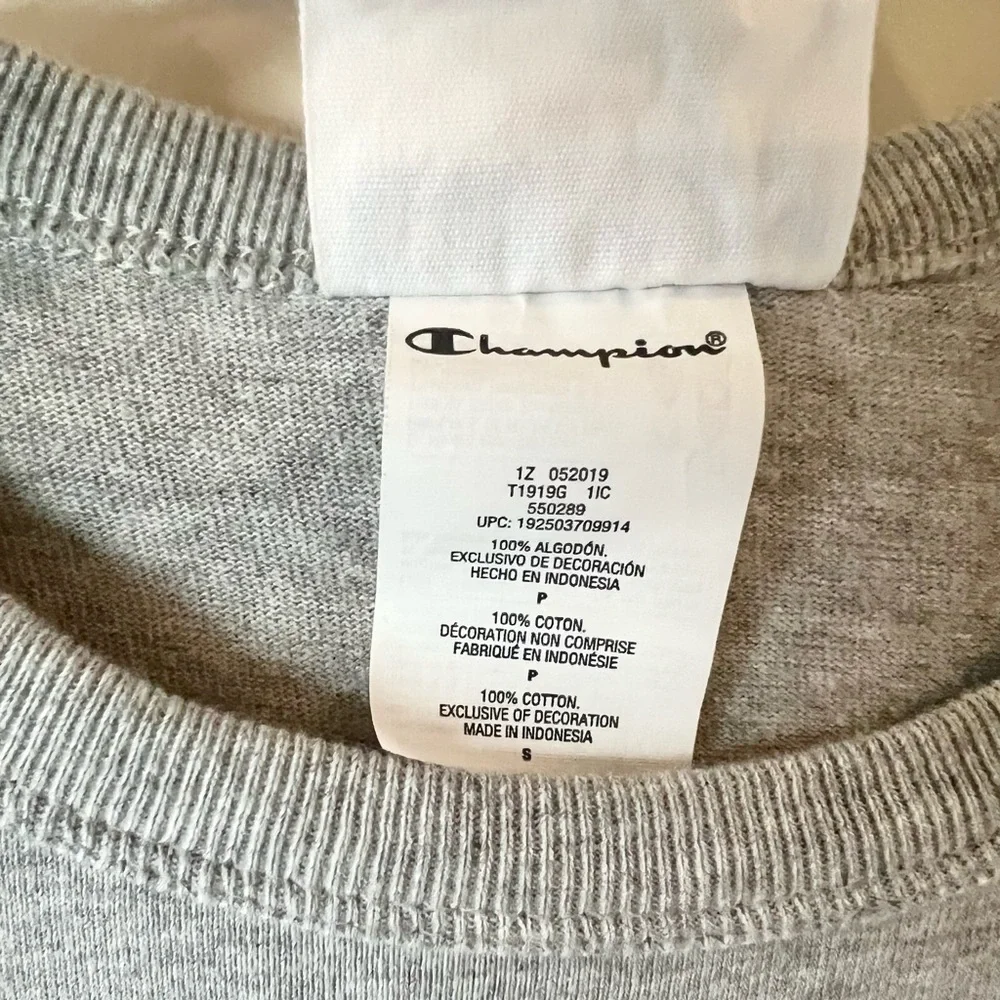 Champion®
1Z 052019
T1919G 1IC
550289
UPC: 192503709914
100% ALGODÓN.
EXCLUSIVO DE DECORACIÓN
HECHO EN INDONESIA
P
100% COTON.
DÉCORATION NON COMPRISE
FABRIQUÉ EN INDONÉSIE
P
100% COTTON.
EXCLUSIVE OF DECORATION
MADE IN INDONESIA
S